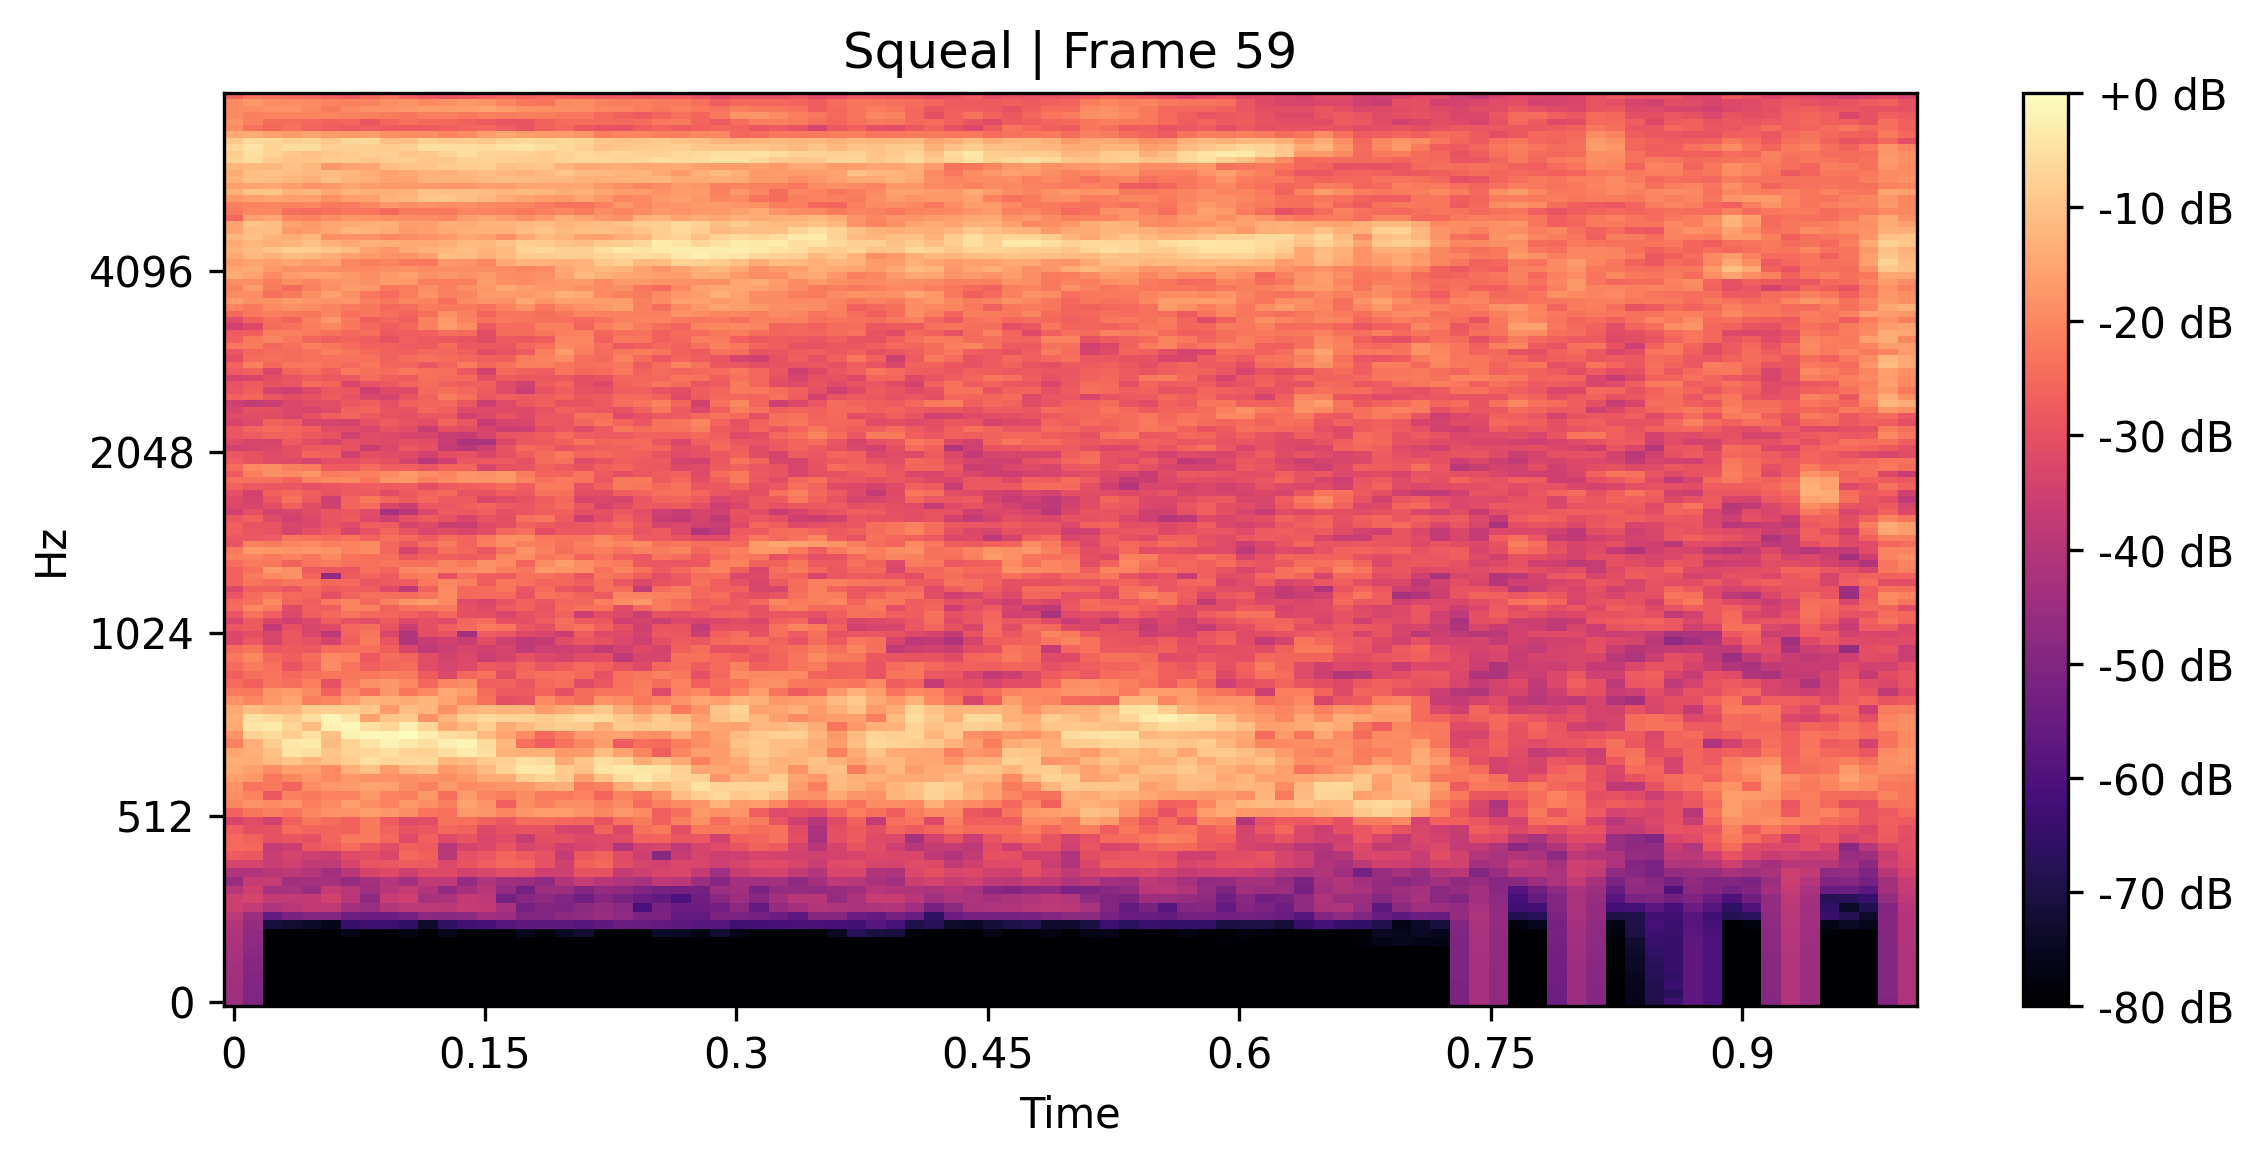 Squeal | Frame 59
Hz
4096
2048
1024
512
0
0 0.15 0.3 0.45 0.6 0.75 0.9
Time
+0 dB
-10 dB
-20 dB
-30 dB
-40 dB
-50 dB
-60 dB
-70 dB
-80 dB